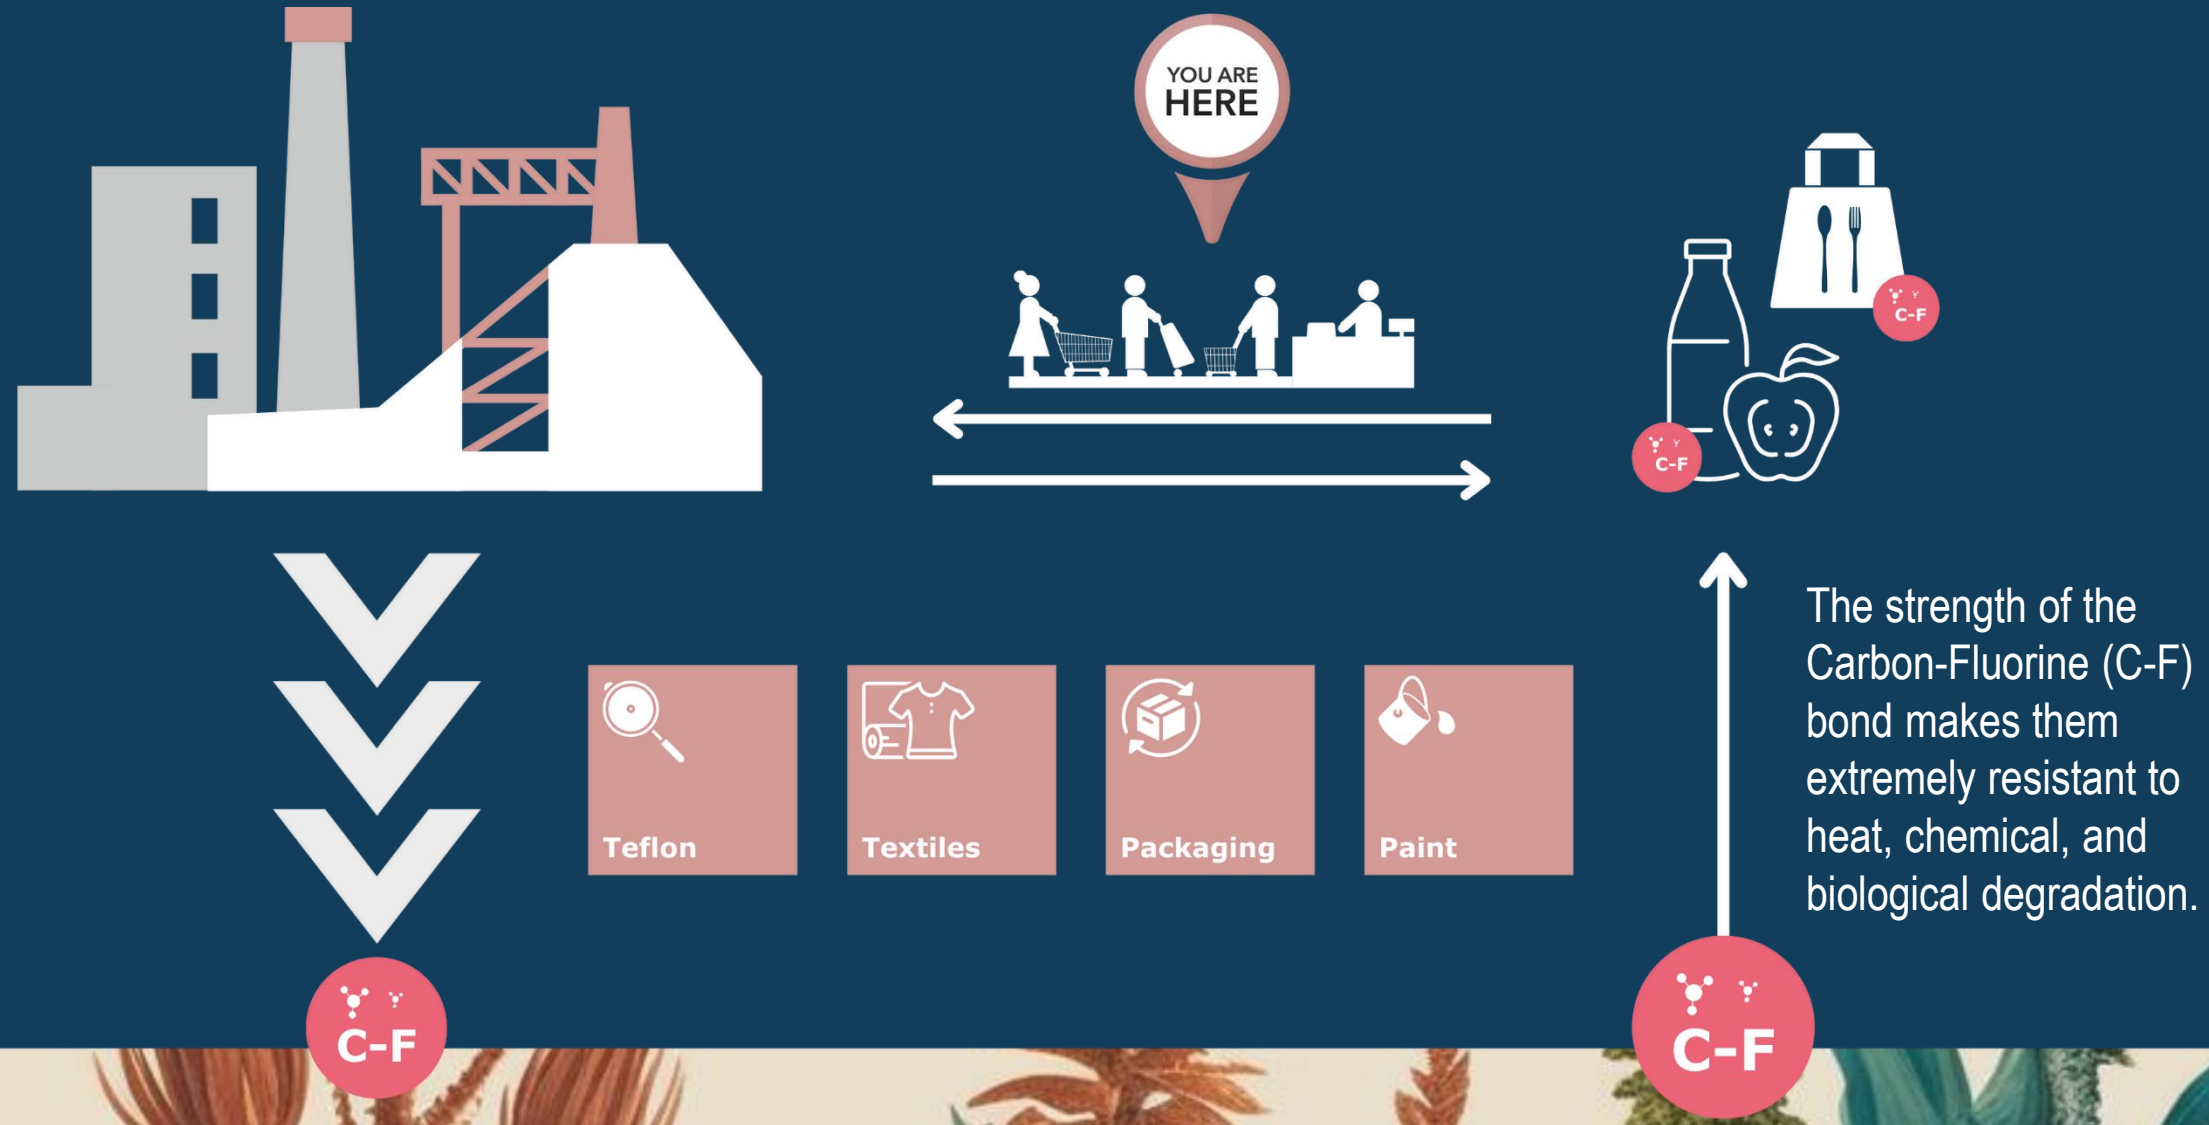 YOU ARE
HERE
C-F
C-F
The strength of the
Carbon-Fluorine (C-F)
bond makes them
extremely resistant to
heat, chemical, and
biological degradation.
Teflon
Textiles
Packaging
Paint
C-F
C-F